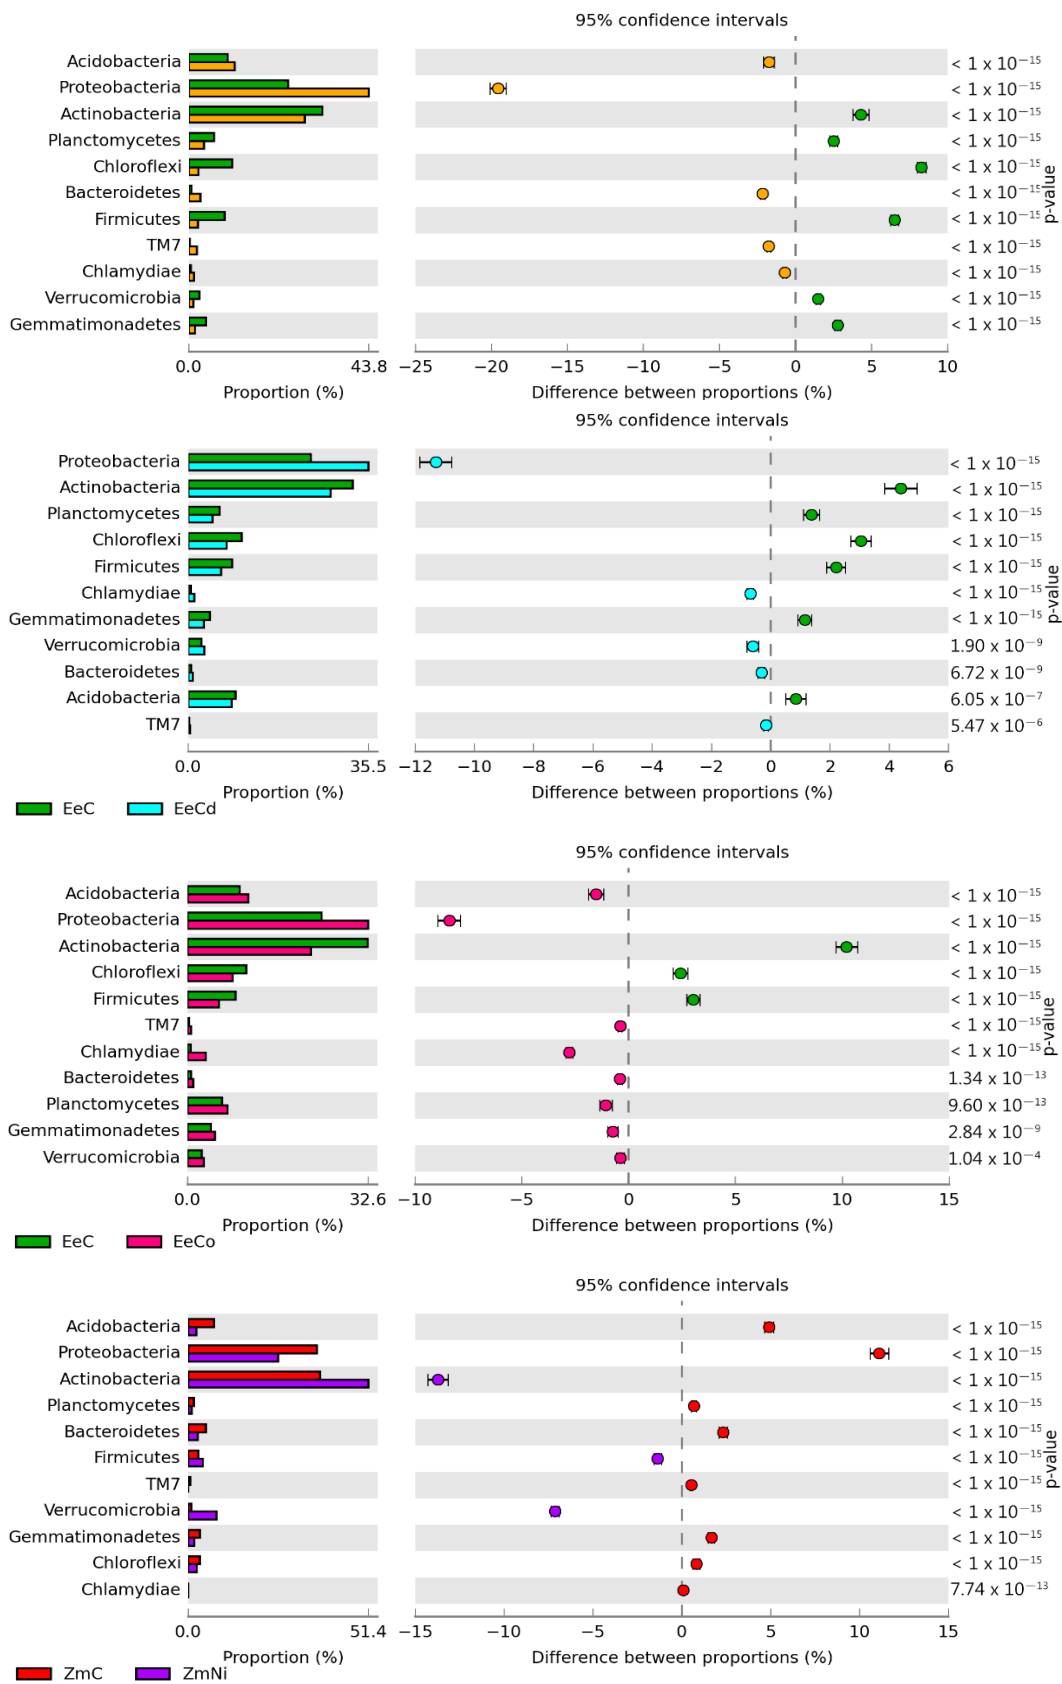 95% confidence intervals
Acidobacteria < 1 x 10⁻¹⁵
Proteobacteria < 1 x 10⁻¹⁵
Actinobacteria < 1 x 10⁻¹⁵
Planctomycetes < 1 x 10⁻¹⁵
Chloroflexi < 1 x 10⁻¹⁵
Bacteroidetes < 1 x 10⁻¹⁵
Firmicutes < 1 x 10⁻¹⁵
TM7 < 1 x 10⁻¹⁵
Chlamydiae < 1 x 10⁻¹⁵
Verrucomicrobia < 1 x 10⁻¹⁵
Gemmatimonadetes < 1 x 10⁻¹⁵
p-value
0.0 43.8 −25 −20 −15 −10 −5 0 5 10
Proportion (%) Difference between proportions (%)
95% confidence intervals
Proteobacteria < 1 x 10⁻¹⁵
Actinobacteria < 1 x 10⁻¹⁵
Planctomycetes < 1 x 10⁻¹⁵
Chloroflexi < 1 x 10⁻¹⁵
Firmicutes < 1 x 10⁻¹⁵
Chlamydiae < 1 x 10⁻¹⁵
Gemmatimonadetes < 1 x 10⁻¹⁵
Verrucomicrobia 1.90 x 10⁻⁹
Bacteroidetes 6.72 x 10⁻⁹
Acidobacteria 6.05 x 10⁻⁷
TM7 5.47 x 10⁻⁶
p-value
0.0 35.5 −12 −10 −8 −6 −4 −2 0 2 4 6
Proportion (%) Difference between proportions (%)
EeC EeCd
95% confidence intervals
Acidobacteria < 1 x 10⁻¹⁵
Proteobacteria < 1 x 10⁻¹⁵
Actinobacteria < 1 x 10⁻¹⁵
Chloroflexi < 1 x 10⁻¹⁵
Firmicutes < 1 x 10⁻¹⁵
TM7 < 1 x 10⁻¹⁵
Chlamydiae < 1 x 10⁻¹⁵
Bacteroidetes 1.34 x 10⁻¹³
Planctomycetes 9.60 x 10⁻¹³
Gemmatimonadetes 2.84 x 10⁻⁹
Verrucomicrobia 1.04 x 10⁻⁴
p-value
0.0 32.6 −10 −5 0 5 10 15
Proportion (%) Difference between proportions (%)
EeC EeCo
95% confidence intervals
Acidobacteria < 1 x 10⁻¹⁵
Proteobacteria < 1 x 10⁻¹⁵
Actinobacteria < 1 x 10⁻¹⁵
Planctomycetes < 1 x 10⁻¹⁵
Bacteroidetes < 1 x 10⁻¹⁵
Firmicutes < 1 x 10⁻¹⁵
TM7 < 1 x 10⁻¹⁵
Verrucomicrobia < 1 x 10⁻¹⁵
Gemmatimonadetes < 1 x 10⁻¹⁵
Chloroflexi < 1 x 10⁻¹⁵
Chlamydiae 7.74 x 10⁻¹³
p-value
0.0 51.4 −15 −10 −5 0 5 10 15
Proportion (%) Difference between proportions (%)
ZmC ZmNi